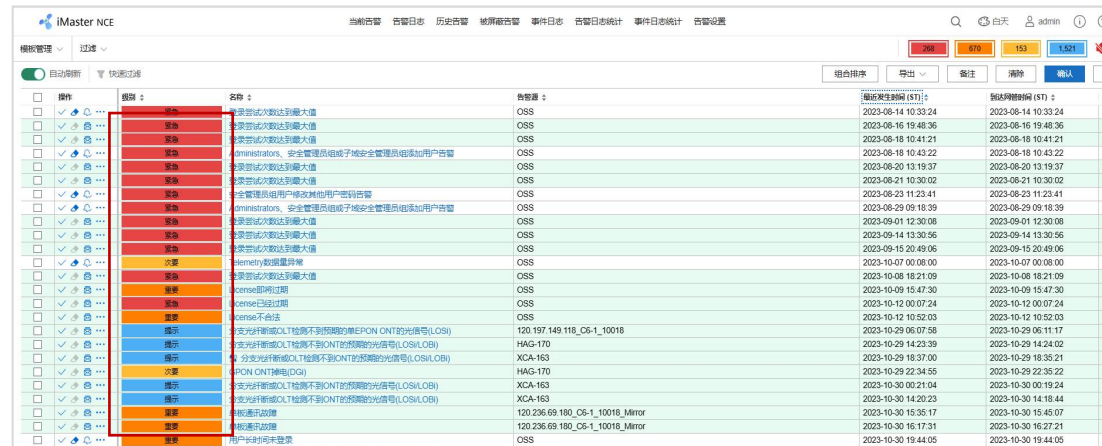 iMaster NCE 当前告警 告警日志 历史告警 被屏蔽告警 事件日志 告警日志统计 事件日志统计 告警设置 白天 admin
模板管理 过滤 268 670 153 1,521
自动刷新 快速过滤 组合排序 导出 备注 清除 确认
操作 级别 名称 告警源 最近发生时间 (ST) 到达网管时间 (ST)
紧急 登录尝试次数达到最大值 OSS 2023-08-14 10:33:24 2023-08-14 10:33:24
紧急 登录尝试次数达到最大值 OSS 2023-08-16 19:48:36 2023-08-16 19:48:36
紧急 登录尝试次数达到最大值 OSS 2023-08-18 10:41:21 2023-08-18 10:41:21
紧急 Administrators、安全管理员组或子域安全管理员组添加用户告警 OSS 2023-08-18 10:43:22 2023-08-18 10:43:22
紧急 登录尝试次数达到最大值 OSS 2023-08-20 13:19:37 2023-08-20 13:19:37
紧急 登录尝试次数达到最大值 OSS 2023-08-21 10:30:02 2023-08-21 10:30:02
紧急 安全管理员组用户修改其他用户密码告警 OSS 2023-08-23 11:23:41 2023-08-23 11:23:41
紧急 Administrators、安全管理员组或子域安全管理员组添加用户告警 OSS 2023-08-29 09:18:39 2023-08-29 09:18:39
紧急 登录尝试次数达到最大值 OSS 2023-09-01 12:30:08 2023-09-01 12:30:08
紧急 登录尝试次数达到最大值 OSS 2023-09-14 13:30:56 2023-09-14 13:30:56
紧急 登录尝试次数达到最大值 OSS 2023-09-15 20:49:06 2023-09-15 20:49:06
次要 Telemetry数据量异常 OSS 2023-10-07 00:08:00 2023-10-07 00:08:00
紧急 登录尝试次数达到最大值 OSS 2023-10-08 18:21:09 2023-10-08 18:21:09
重要 License即将过期 OSS 2023-10-09 15:47:30 2023-10-09 15:47:30
紧急 License已经过期 OSS 2023-10-12 00:07:24 2023-10-12 00:07:24
重要 License不合法 OSS 2023-10-12 10:52:03 2023-10-12 10:52:03
提示 分支光纤断或OLT检测不到预期的单EPON ONT的光信号(LOSi) 120.197.149.118_C6-1_10018 2023-10-29 06:07:58 2023-10-29 06:11:17
提示 分支光纤断或OLT检测不到ONT的预期的光信号(LOSi/LOBi) HAG-170 2023-10-29 14:23:39 2023-10-29 14:24:02
提示 分支光纤断或OLT检测不到ONT的预期的光信号(LOSi/LOBi) XCA-163 2023-10-29 18:37:00 2023-10-29 18:35:21
次要 GPON ONT掉电(DGi) HAG-170 2023-10-29 22:34:55 2023-10-29 22:35:22
提示 分支光纤断或OLT检测不到ONT的预期的光信号(LOSi/LOBi) XCA-163 2023-10-30 00:21:04 2023-10-30 00:19:24
提示 分支光纤断或OLT检测不到ONT的预期的光信号(LOSi/LOBi) XCA-163 2023-10-30 14:20:23 2023-10-30 14:18:44
重要 单板通讯故障 120.236.69.180_C6-1_10018_Mirror 2023-10-30 15:35:17 2023-10-30 15:45:07
重要 单板通讯故障 120.236.69.180_C6-1_10018_Mirror 2023-10-30 16:17:31 2023-10-30 16:27:21
重要 用户长时间未登录 OSS 2023-10-30 19:44:05 2023-10-30 19:44:05